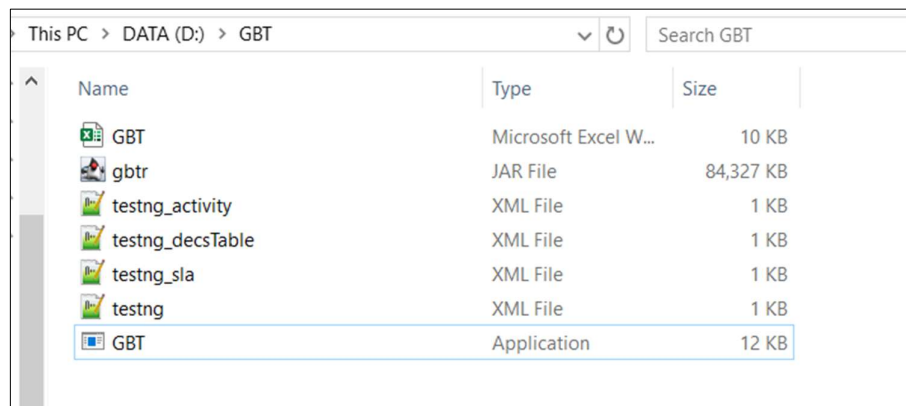 This PC > DATA (D:) > GBT Search GBT
Name Type Size
GBT Microsoft Excel W... 10 KB
gbtr JAR File 84,327 KB
testng_activity XML File 1 KB
testng_decsTable XML File 1 KB
testng_sla XML File 1 KB
testng XML File 1 KB
GBT Application 12 KB